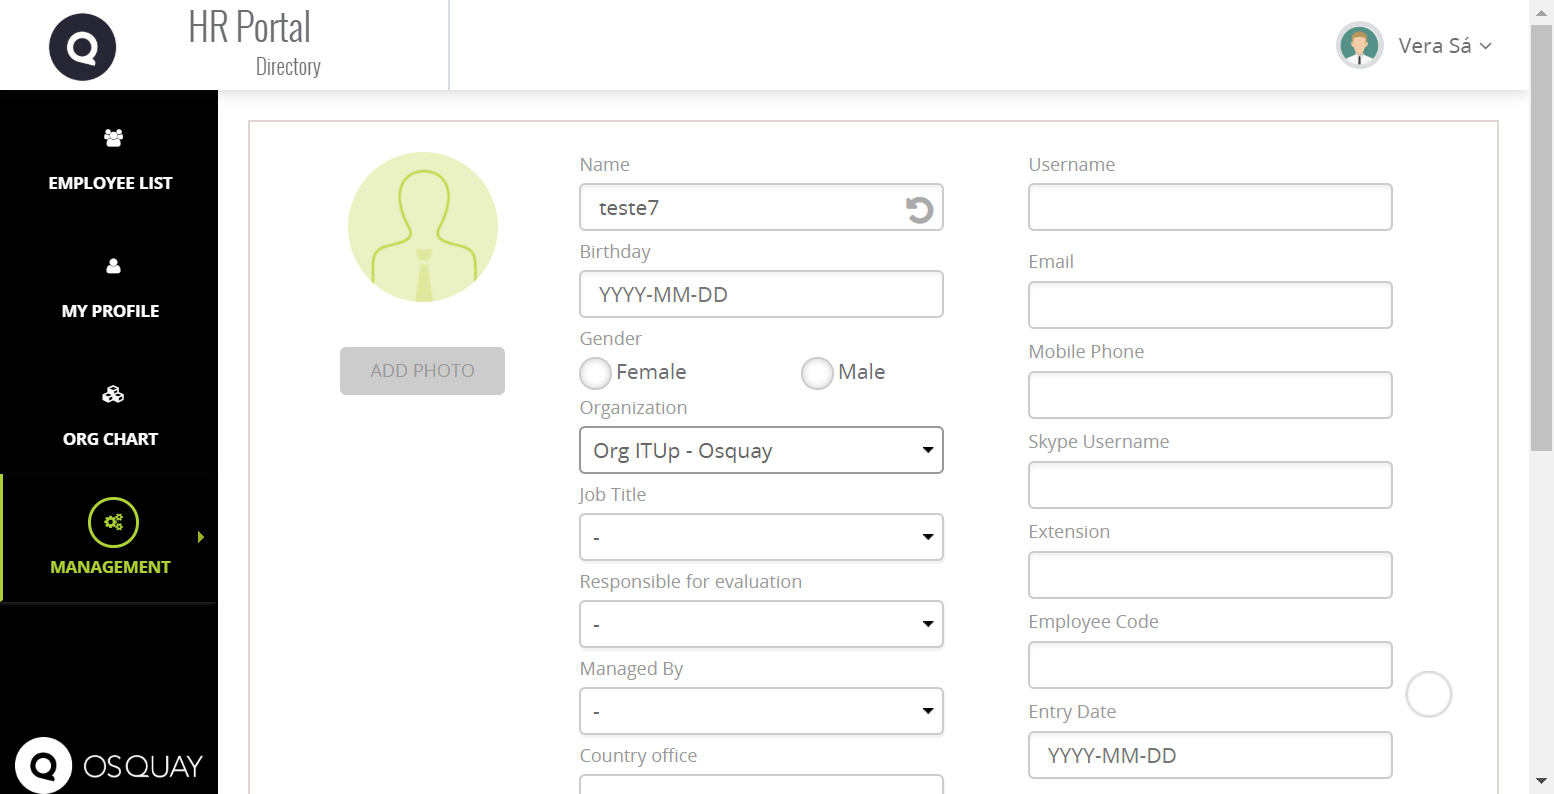 HR Portal
Directory
Vera Sá
EMPLOYEE LIST
MY PROFILE
ORG CHART
MANAGEMENT
OSQUAY
ADD PHOTO
Name
teste7
Birthday
YYYY-MM-DD
Gender
Female
Male
Organization
Org ITUp - Osquay
Job Title
-
Responsible for evaluation
-
Managed By
-
Country office
Username
Email
Mobile Phone
Skype Username
Extension
Employee Code
Entry Date
YYYY-MM-DD